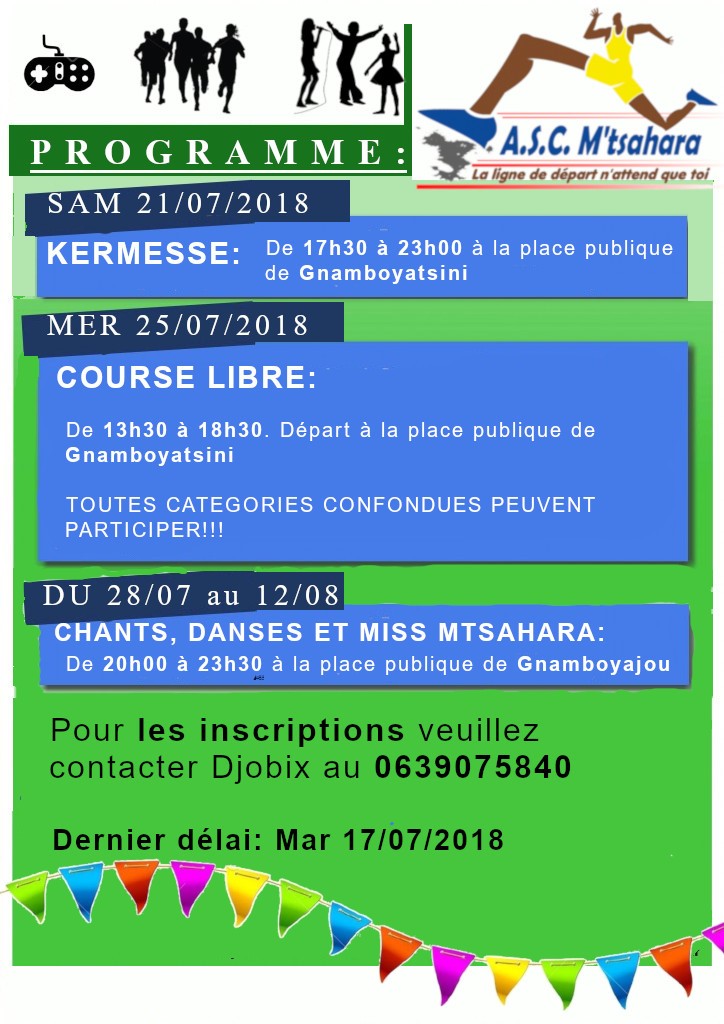 PROGRAMME:
A.S.C. M'tsahara
La ligne de départ n'attend que toi
SAM 21/07/2018
KERMESSE: De 17h30 à 23h00 à la place publique
de Gnamboyatsini
MER 25/07/2018
COURSE LIBRE:
De 13h30 à 18h30. Départ à la place publique de
Gnamboyatsini
TOUTES CATEGORIES CONFONDUES PEUVENT
PARTICIPER!!!
DU 28/07 au 12/08
CHANTS, DANSES ET MISS MTSAHARA:
De 20h00 à 23h30 à la place publique de Gnamboyajou
Pour les inscriptions veuillez
contacter Djobix au 0639075840
Dernier délai: Mar 17/07/2018